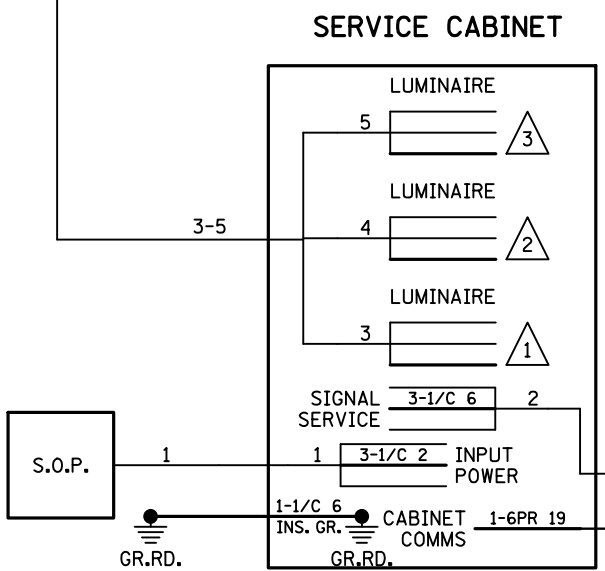 SERVICE CABINET
LUMINAIRE
5
3
LUMINAIRE
3-5
4
2
LUMINAIRE
3
1
SIGNAL
SERVICE
3-1/C 6
2
S.O.P.
1
1
3-1/C 2
INPUT
POWER
1-1/C 6
INS. GR.
CABINET
COMMS
1-6PR 19
GR.RD.
GR.RD.